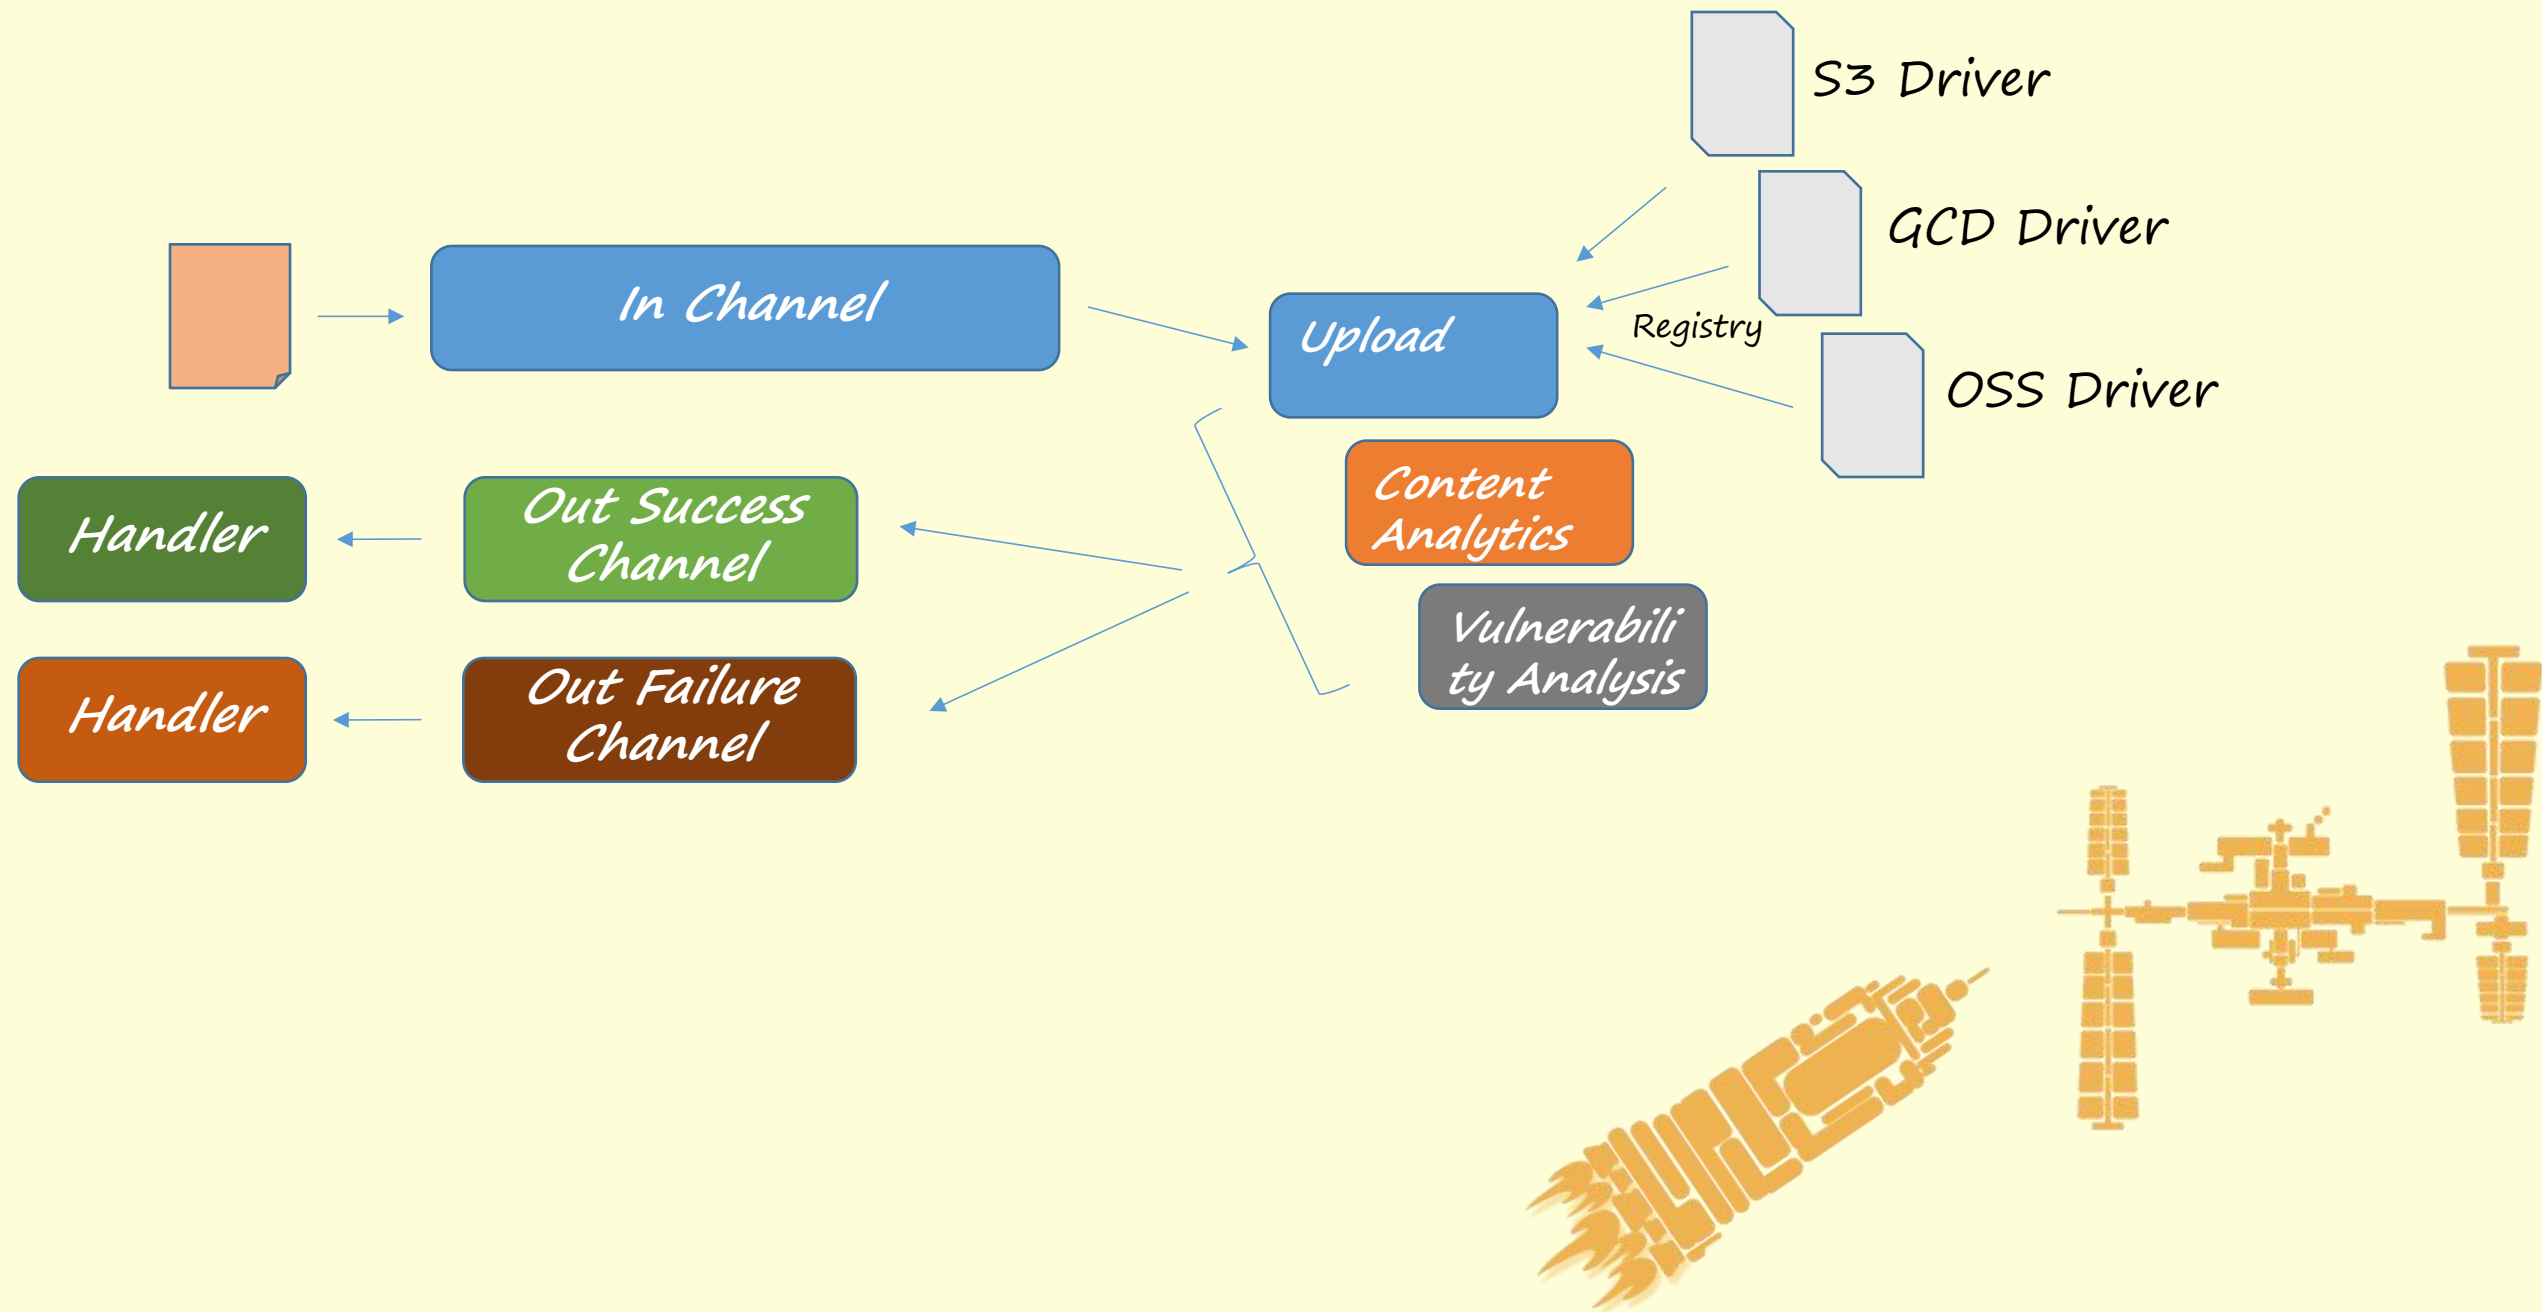 S3 Driver
GCD Driver
In Channel
Upload
Registry
OSS Driver
Content
Analytics
Handler
Out Success
Channel
Vulnerabili
ty Analysis
Handler
Out Failure
Channel